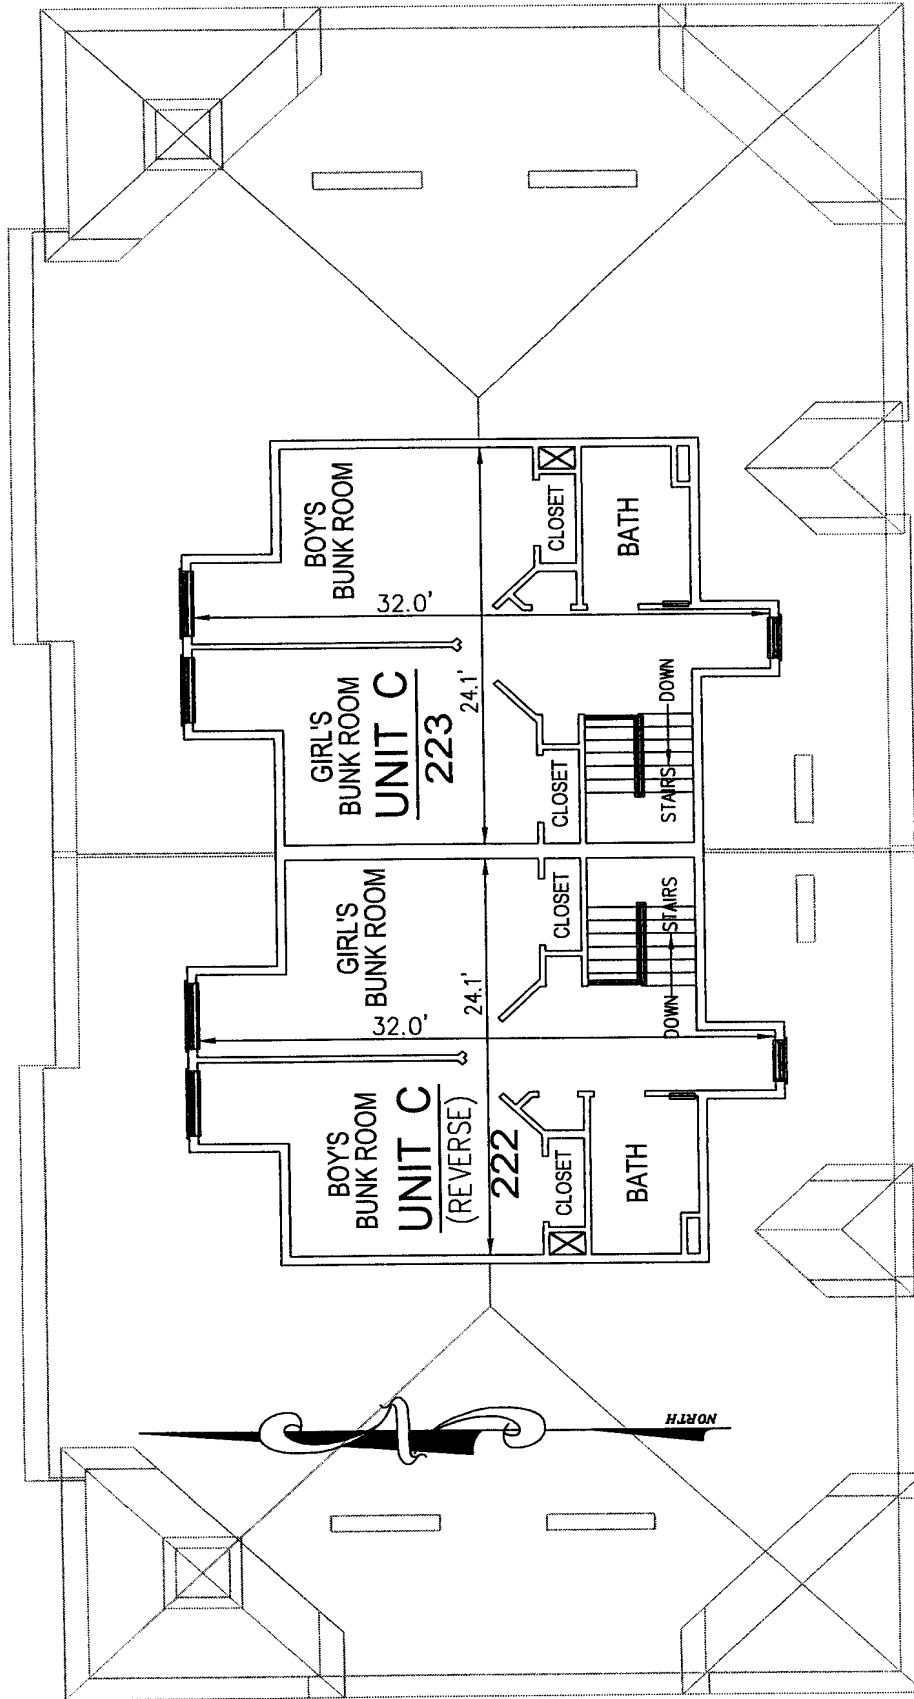 BOY'S
BUNK ROOM
CLOSET
BATH
32.0'
GIRL'S
BUNK ROOM
UNIT C
223
24.1'
CLOSET
DOWN
STAIRS
GIRL'S
BUNK ROOM
CLOSET
STAIRS
DOWN
24.1'
32.0'
BOY'S
BUNK ROOM
UNIT C
(REVERSE)
222
CLOSET
BATH
NORTH